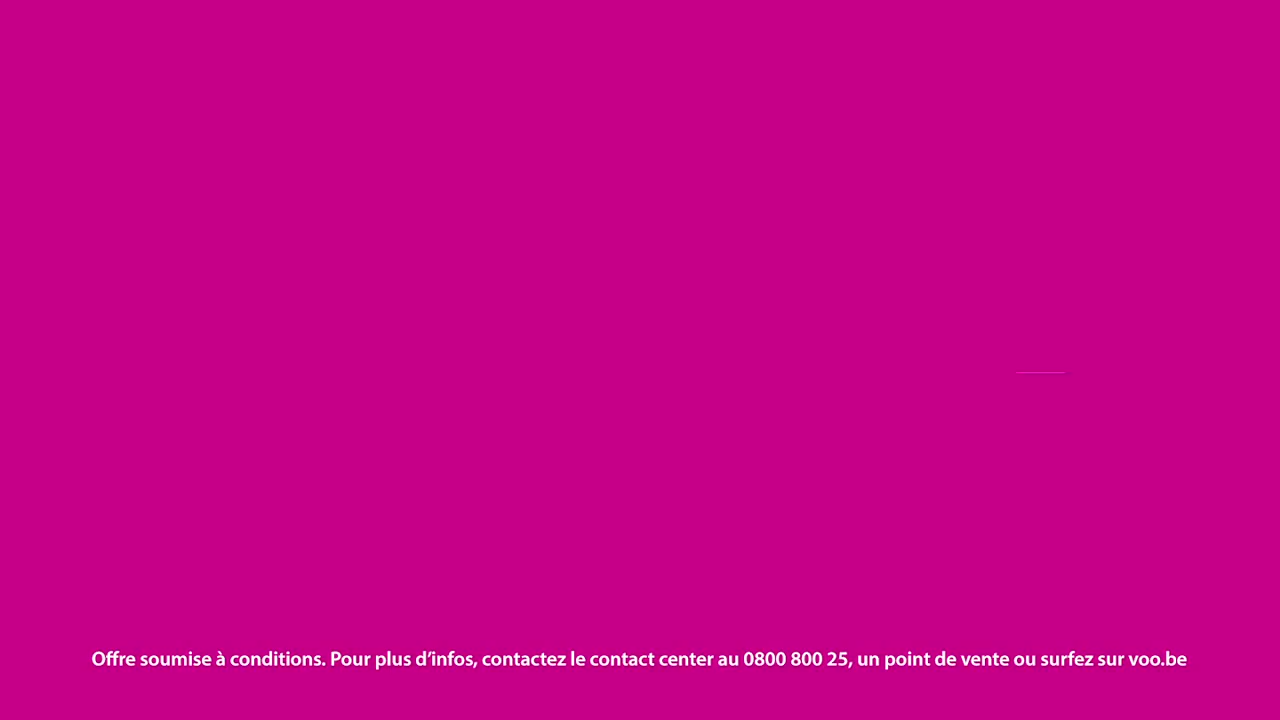 Offre soumise à conditions. Pour plus d’infos, contactez le contact center au 0800 800 25, un point de vente ou surfez sur voo.be